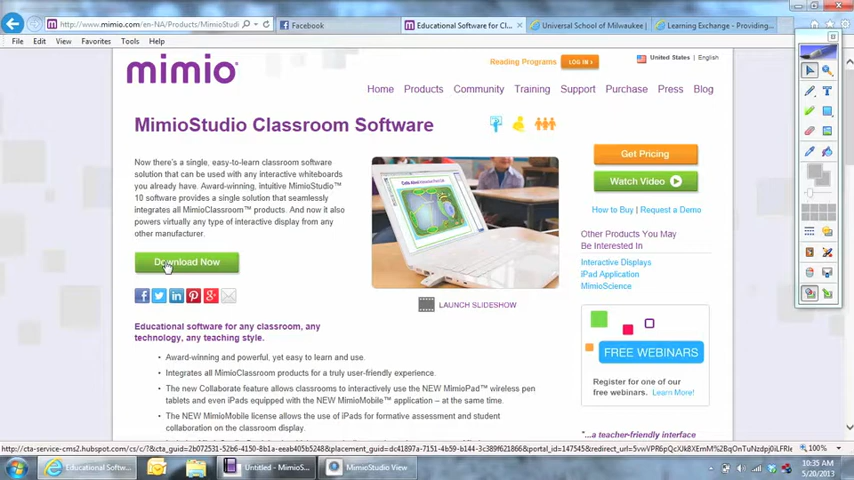 http://www.mimio.com/en-NA/Products/MimioStudi
Facebook
Educational Software for Cl...
Universal School of Milwaukee
Learning Exchange - Providing...
File Edit View Favorites Tools Help
mimio
Reading Programs LOG IN
United States | English
Home Products Community Training Support Purchase Press Blog
MimioStudio Classroom Software
Now there's a single, easy-to-learn classroom software
solution that can be used with any interactive whiteboards
you already have. Award-winning, intuitive MimioStudio™
10 software provides a single solution that seamlessly
integrates all MimioClassroom™ products. And now it also
powers virtually any type of interactive display from any
other manufacturer.
Download Now
LAUNCH SLIDESHOW
Get Pricing
Watch Video
How to Buy | Request a Demo
Other Products You May
Be Interested In
Interactive Displays
iPad Application
MimioScience
Educational software for any classroom, any
technology, any teaching style.
Award-winning and powerful, yet easy to learn and use.
Integrates all MimioClassroom products for a truly user-friendly experience.
The new Collaborate feature allows classrooms to interactively use the NEW MimioPad™ wireless pen
tablets and even iPads equipped with the NEW MimioMobile™ application – at the same time.
The NEW MimioMobile license allows the use of iPads for formative assessment and student
collaboration on the classroom display.
FREE WEBINARS
Register for one of our
free webinars. Learn More!
"...a teacher-friendly interface
100%
Educational Softw...
Untitled - MimioS...
MimioStudio View
10:35 AM
5/20/2013